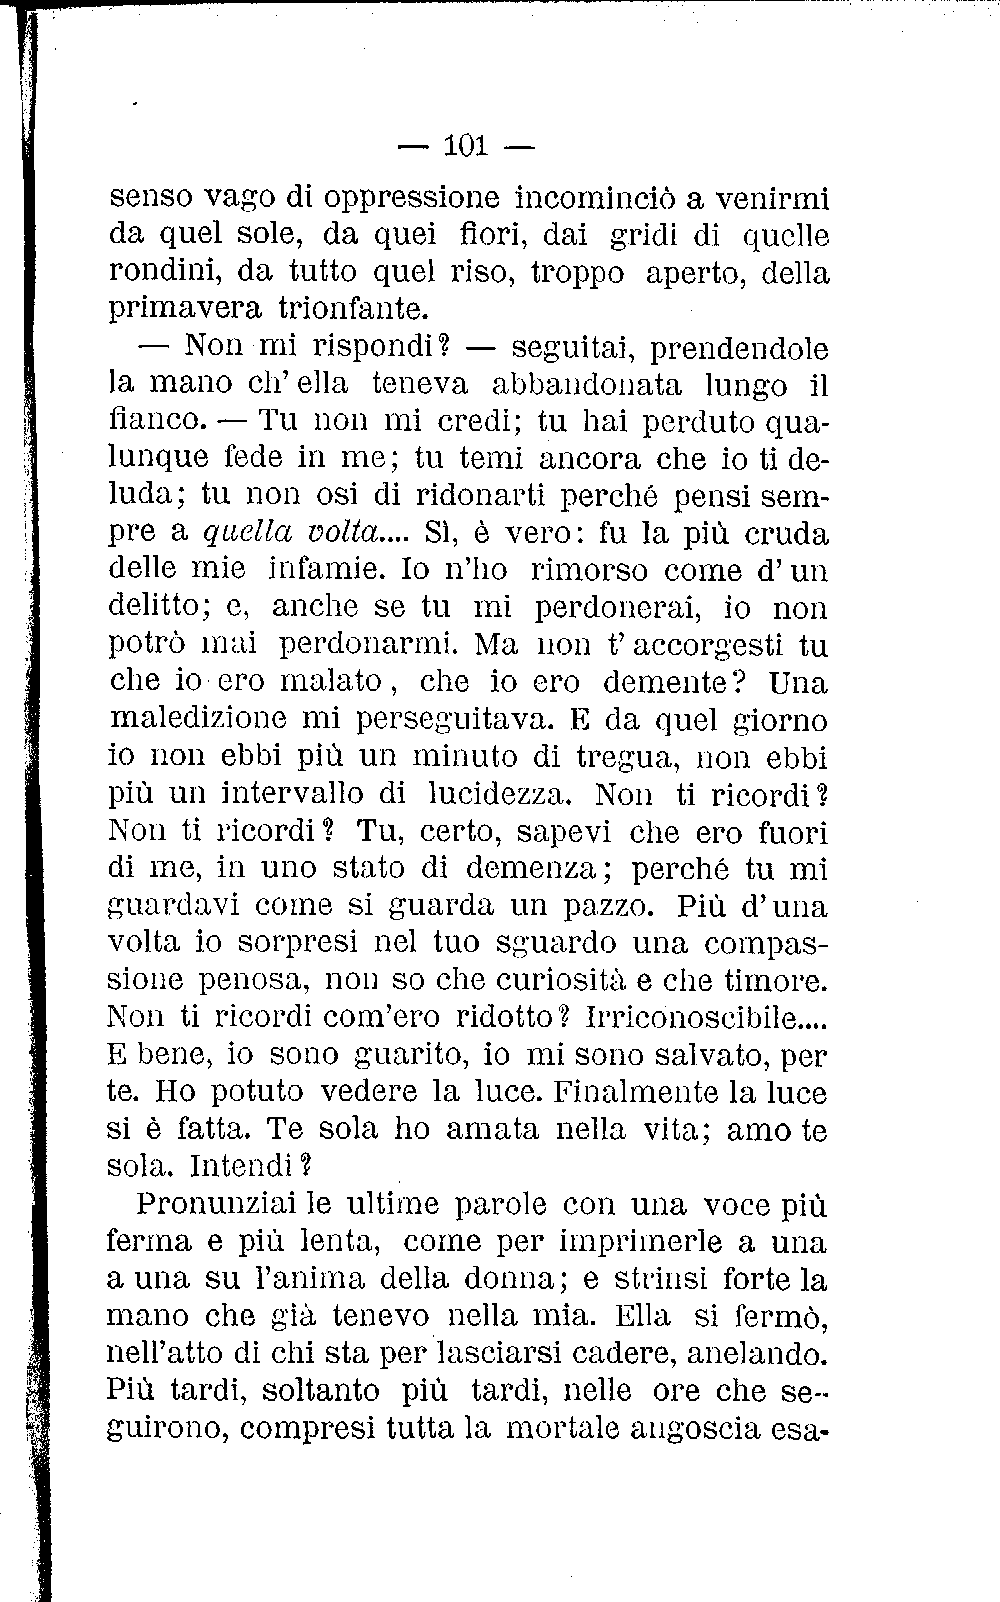 — 101 —
senso vago di oppressione incominciò a venirmi
da quel sole, da quei fiori, dai gridi di quelle
rondini, da tutto quel riso, troppo aperto, della
primavera trionfante.
— Non mi rispondi? — seguitai, prendendole
la mano ch' ella teneva abbandonata lungo il
fianco. — Tu non mi credi; tu hai perduto qua-
lunque fede in me; tu temi ancora che io ti de-
luda; tu non osi di ridonarti perché pensi sem-
pre a quella volta.... Sì, è vero: fu la più cruda
delle mie infamie. Io n'ho rimorso come d' un
delitto; e, anche se tu mi perdonerai, io non
potrò mai perdonarmi. Ma non t' accorgesti tu
che io ero malato, che io ero demente? Una
maledizione mi perseguitava. E da quel giorno
io non ebbi più un minuto di tregua, non ebbi
più un intervallo di lucidezza. Non ti ricordi?
Non ti ricordi? Tu, certo, sapevi che ero fuori
di me, in uno stato di demenza; perché tu mi
guardavi come si guarda un pazzo. Più d' una
volta io sorpresi nel tuo sguardo una compas-
sione penosa, non so che curiosità e che timore.
Non ti ricordi com'ero ridotto? Irriconoscibile....
E bene, io sono guarito, io mi sono salvato, per
te. Ho potuto vedere la luce. Finalmente la luce
si è fatta. Te sola ho amata nella vita; amo te
sola. Intendi?
Pronunziai le ultime parole con una voce più
ferma e più lenta, come per imprimerle a una
a una su l'anima della donna; e strinsi forte la
mano che già tenevo nella mia. Ella si fermò,
nell'atto di chi sta per lasciarsi cadere, anelando.
Più tardi, soltanto più tardi, nelle ore che se-
guirono, compresi tutta la mortale angoscia esa-